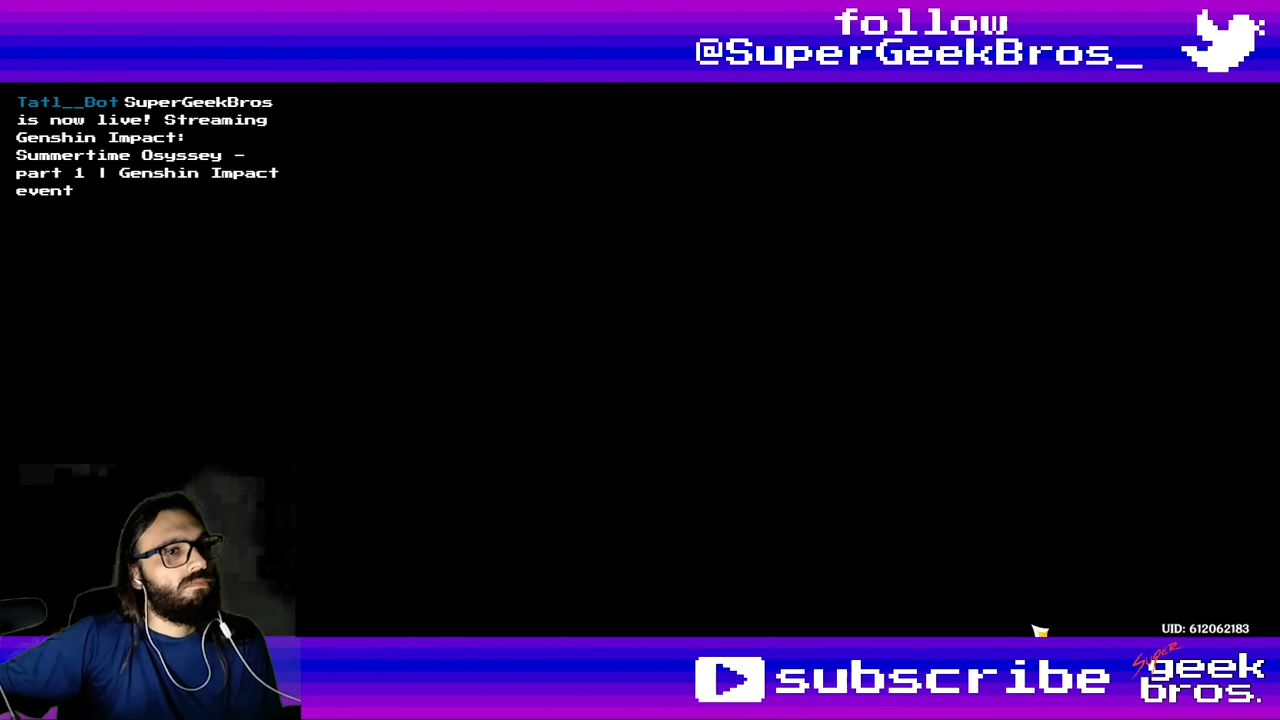 follow
@SuperGeekBros_
Tatl__Bot SuperGeekBros
is now live! Streaming
Genshin Impact:
Summertime Osyssey -
part 1 | Genshin Impact
event
UID: 612062183
subscribe
SUPER
geek
bros.